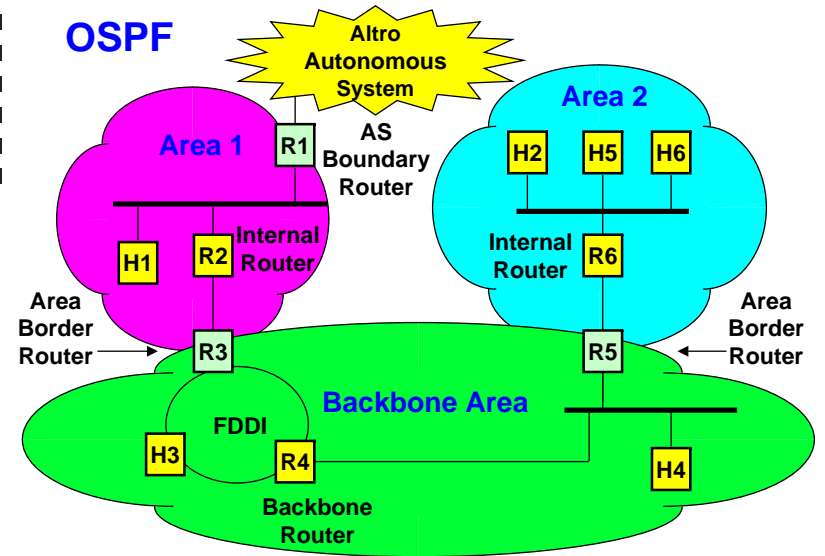 OSPF
Altro
Autonomous
System
Area 1
R1
AS
Boundary
Router
Area 2
H2
H5
H6
H1
R2
Internal
Router
Internal
Router
R6
Area
Border
Router
R3
R5
Area
Border
Router
Backbone Area
FDDI
H3
R4
H4
Backbone
Router